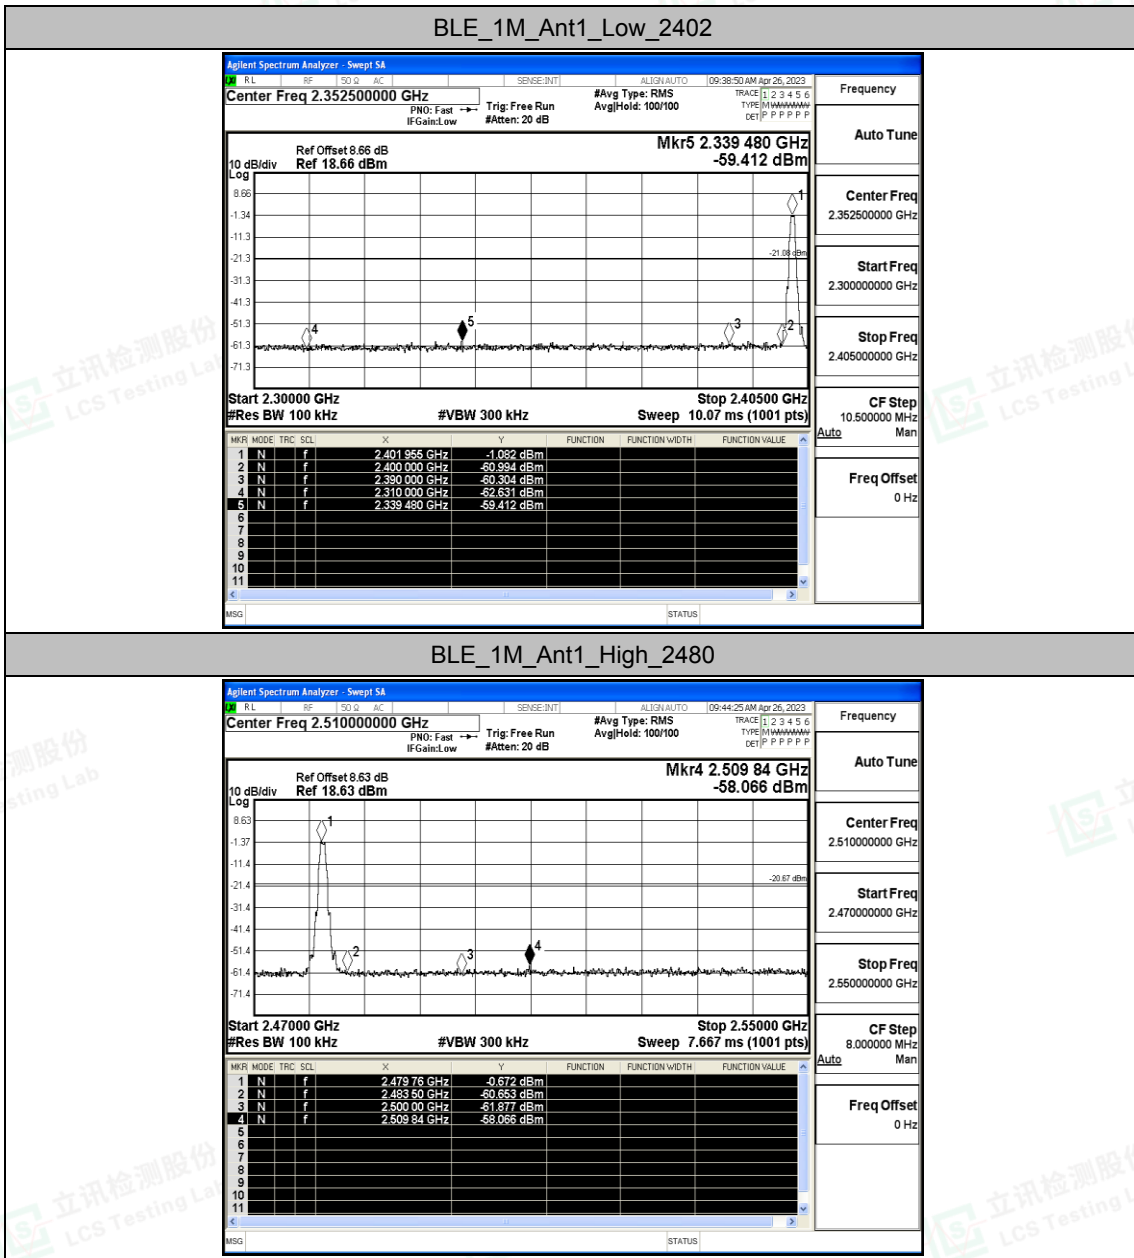 BLE_1M_Ant1_Low_2402
Agilent Spectrum Analyzer - Swept SA
RL RF 50 Ω AC SENSE:INT ALIGN AUTO 09:38:50 AM Apr 26, 2023
Center Freq 2.352500000 GHz
PNO: Fast
IFGain:Low
Trig: Free Run
#Atten: 20 dB
#Avg Type: RMS
Avg|Hold: 100/100
TRACE 1 2 3 4 5 6
TYPE M
DET P P P P P P
Mkr5 2.339 480 GHz
-59.412 dBm
Ref Offset 8.66 dB
10 dB/div Ref 18.66 dBm
Log
8.66
-1.34
-11.3
-21.3
-31.3
-41.3
-51.3
-61.3
-71.3
1
-21.08 dBm
4
5
3
2
Start 2.30000 GHz Stop 2.40500 GHz
#Res BW 100 kHz #VBW 300 kHz Sweep 10.07 ms (1001 pts)
MKR MODE TRC SCL X Y FUNCTION FUNCTION WIDTH FUNCTION VALUE
1 N f 2.401 955 GHz -1.082 dBm
2 N f 2.400 000 GHz -60.994 dBm
3 N f 2.390 000 GHz -60.304 dBm
4 N f 2.310 000 GHz -62.631 dBm
5 N f 2.339 480 GHz -59.412 dBm
6
7
8
9
10
11
MSG STATUS
Frequency
Auto Tune
Center Freq
2.352500000 GHz
Start Freq
2.300000000 GHz
Stop Freq
2.405000000 GHz
CF Step
10.500000 MHz
Auto Man
Freq Offset
0 Hz
BLE_1M_Ant1_High_2480
Agilent Spectrum Analyzer - Swept SA
RL RF 50 Ω AC SENSE:INT ALIGN AUTO 09:44:25 AM Apr 26, 2023
Center Freq 2.510000000 GHz
PNO: Fast
IFGain:Low
Trig: Free Run
#Atten: 20 dB
#Avg Type: RMS
Avg|Hold: 100/100
TRACE 1 2 3 4 5 6
TYPE M
DET P P P P P P
Mkr4 2.509 84 GHz
-58.066 dBm
Ref Offset 8.63 dB
10 dB/div Ref 18.63 dBm
Log
8.63
-1.37
-11.4
-21.4
-31.4
-41.4
-51.4
-61.4
-71.4
1
-20.67 dBm
2
3
4
Start 2.47000 GHz Stop 2.55000 GHz
#Res BW 100 kHz #VBW 300 kHz Sweep 7.667 ms (1001 pts)
MKR MODE TRC SCL X Y FUNCTION FUNCTION WIDTH FUNCTION VALUE
1 N f 2.479 76 GHz -0.672 dBm
2 N f 2.483 50 GHz -60.653 dBm
3 N f 2.500 00 GHz -61.877 dBm
4 N f 2.509 84 GHz -58.066 dBm
5
6
7
8
9
10
11
MSG STATUS
Frequency
Auto Tune
Center Freq
2.510000000 GHz
Start Freq
2.470000000 GHz
Stop Freq
2.550000000 GHz
CF Step
8.000000 MHz
Auto Man
Freq Offset
0 Hz
立讯检测股份
LCS Testing Lab